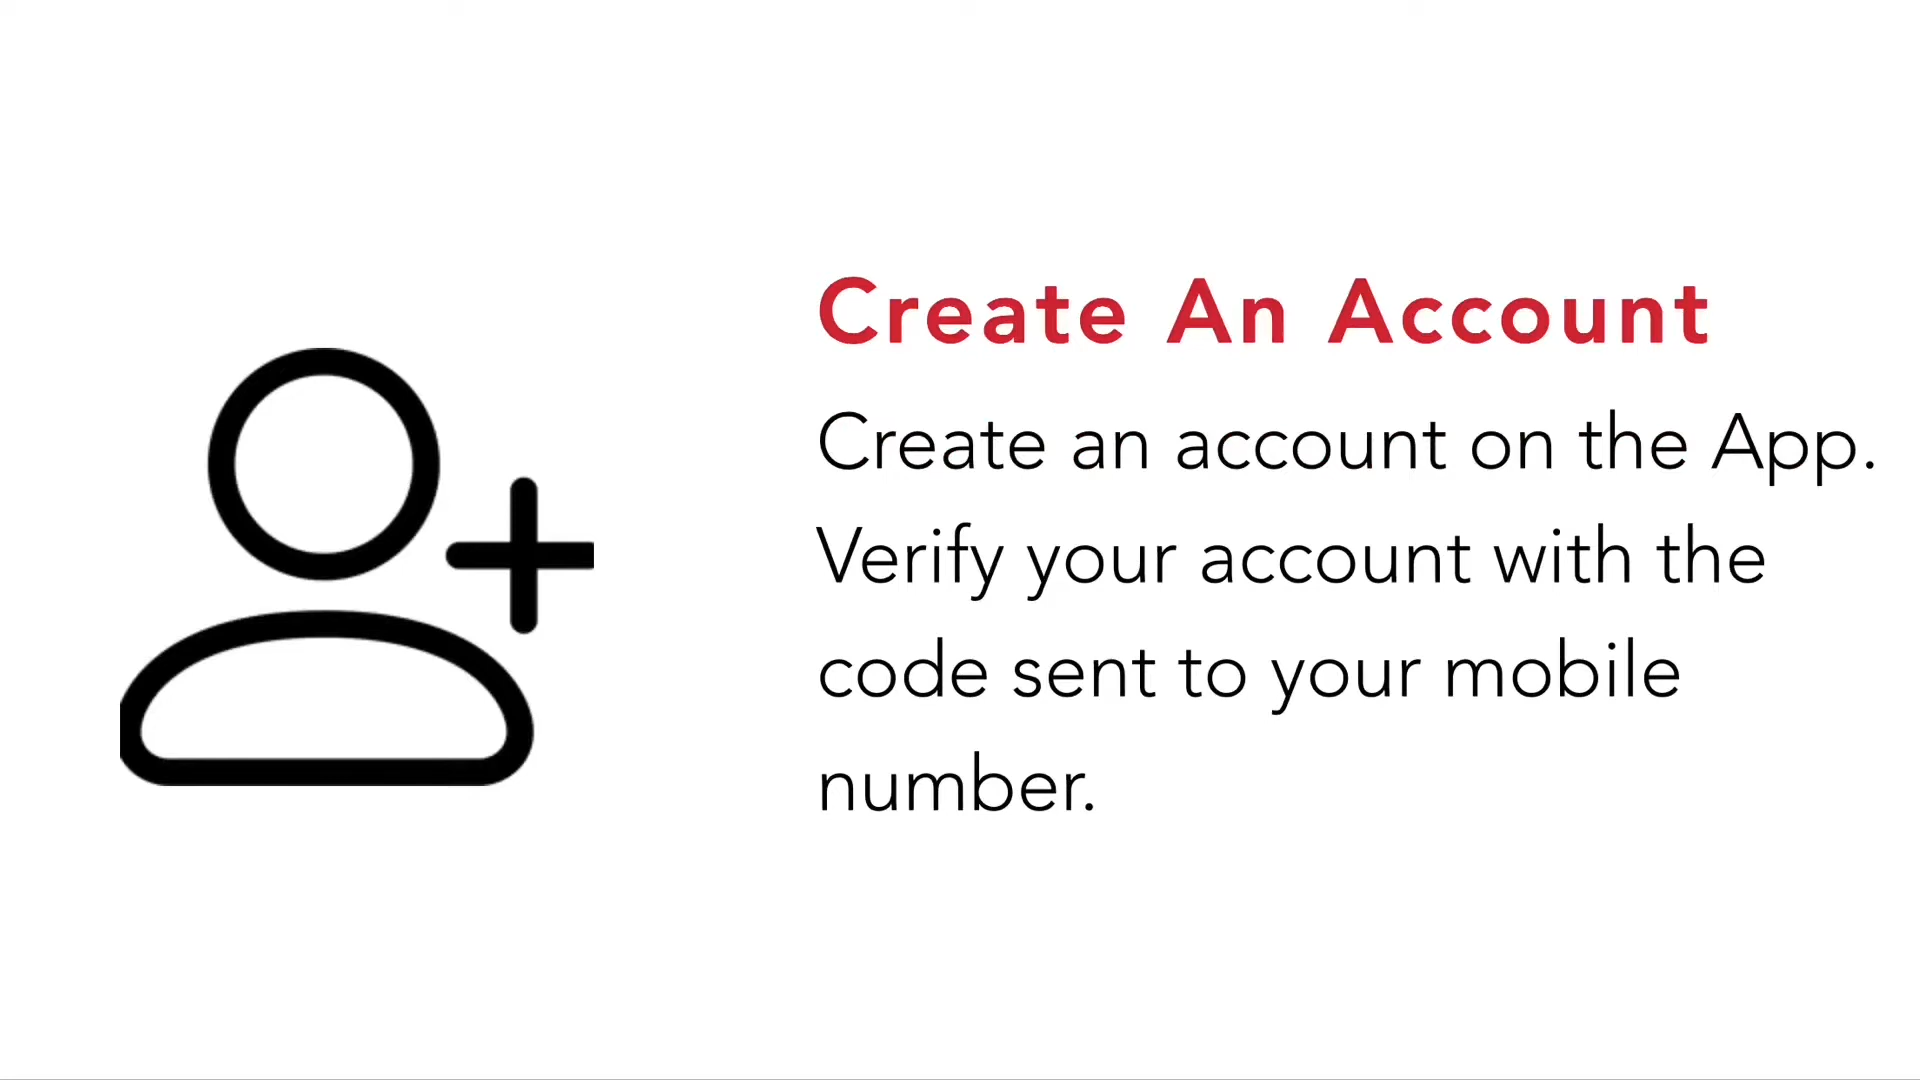 Create An Account
Create an account on the App.
Verify your account with the
code sent to your mobile
number.